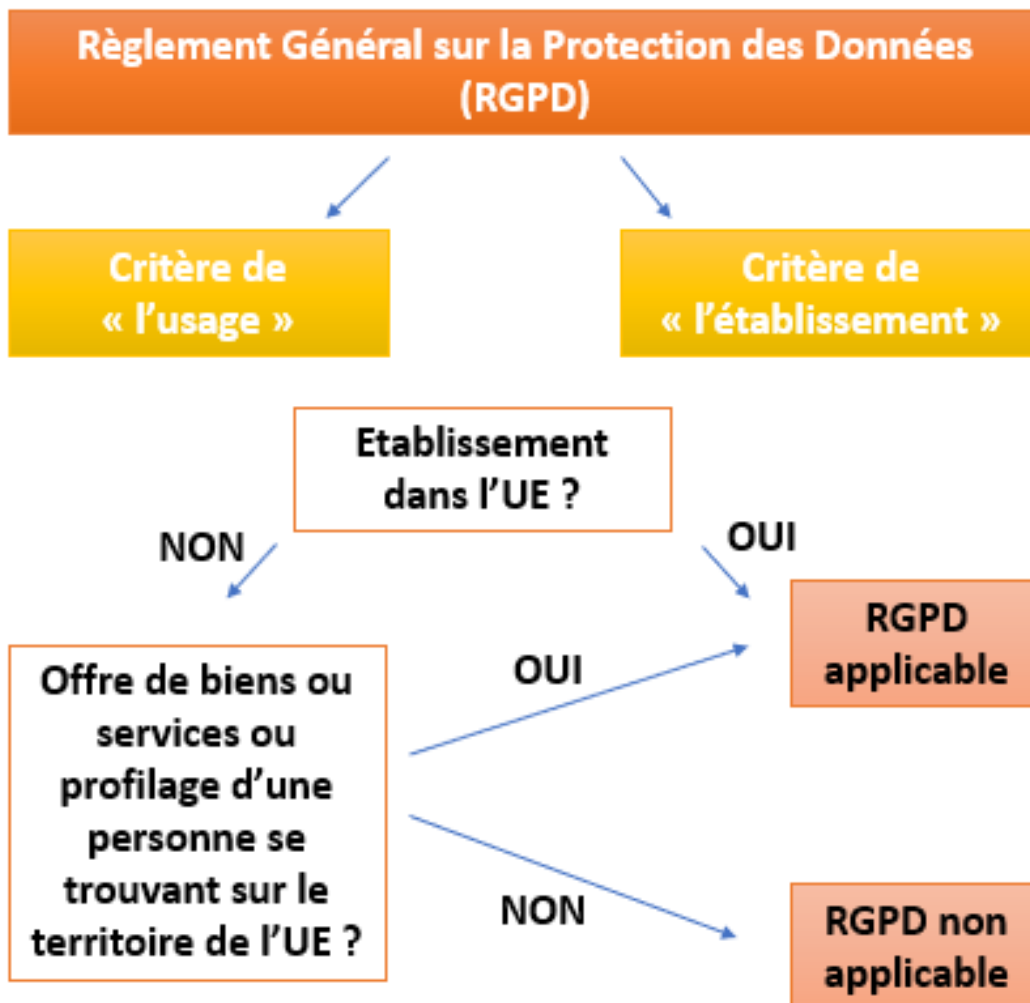 Règlement Général sur la Protection des Données
(RGPD)
Critère de
« l’usage »
Critère de
« l’établissement »
Etablissement
dans l’UE ?
NON
OUI
Offre de biens ou
services ou
profilage d’une
personne se
trouvant sur le
territoire de l’UE ?
OUI
RGPD
applicable
NON
RGPD non
applicable